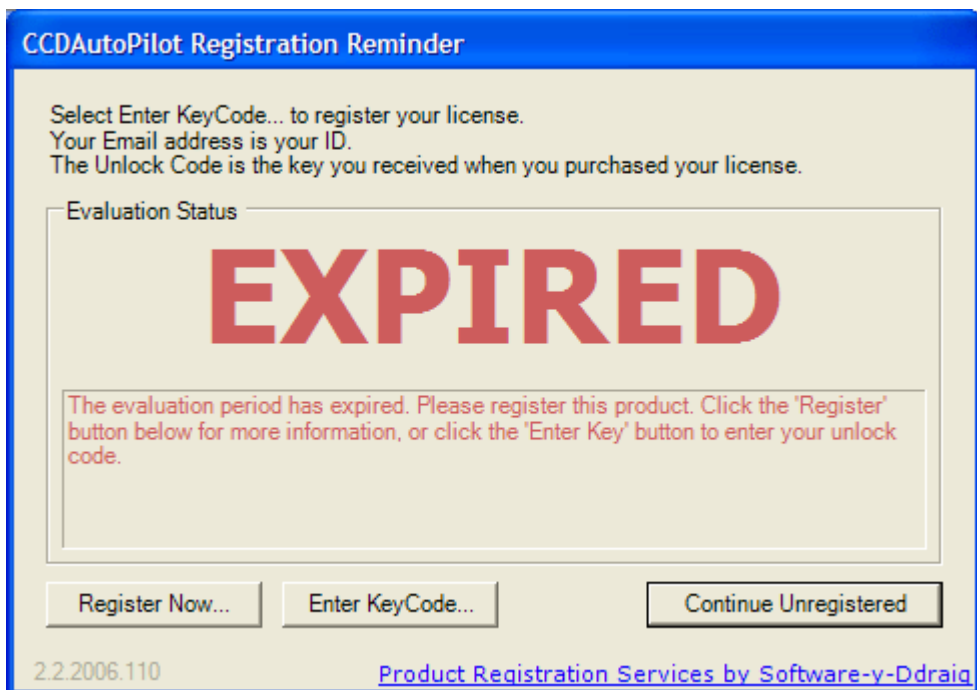 CCDAutoPilot Registration Reminder
Select Enter KeyCode... to register your license.
Your Email address is your ID.
The Unlock Code is the key you received when you purchased your license.
Evaluation Status
EXPIRED
The evaluation period has expired. Please register this product. Click the 'Register'
button below for more information, or click the 'Enter Key' button to enter your unlock
code.
Register Now...
Enter KeyCode...
Continue Unregistered
2.2.2006.110
Product Registration Services by Software-y-Ddraig